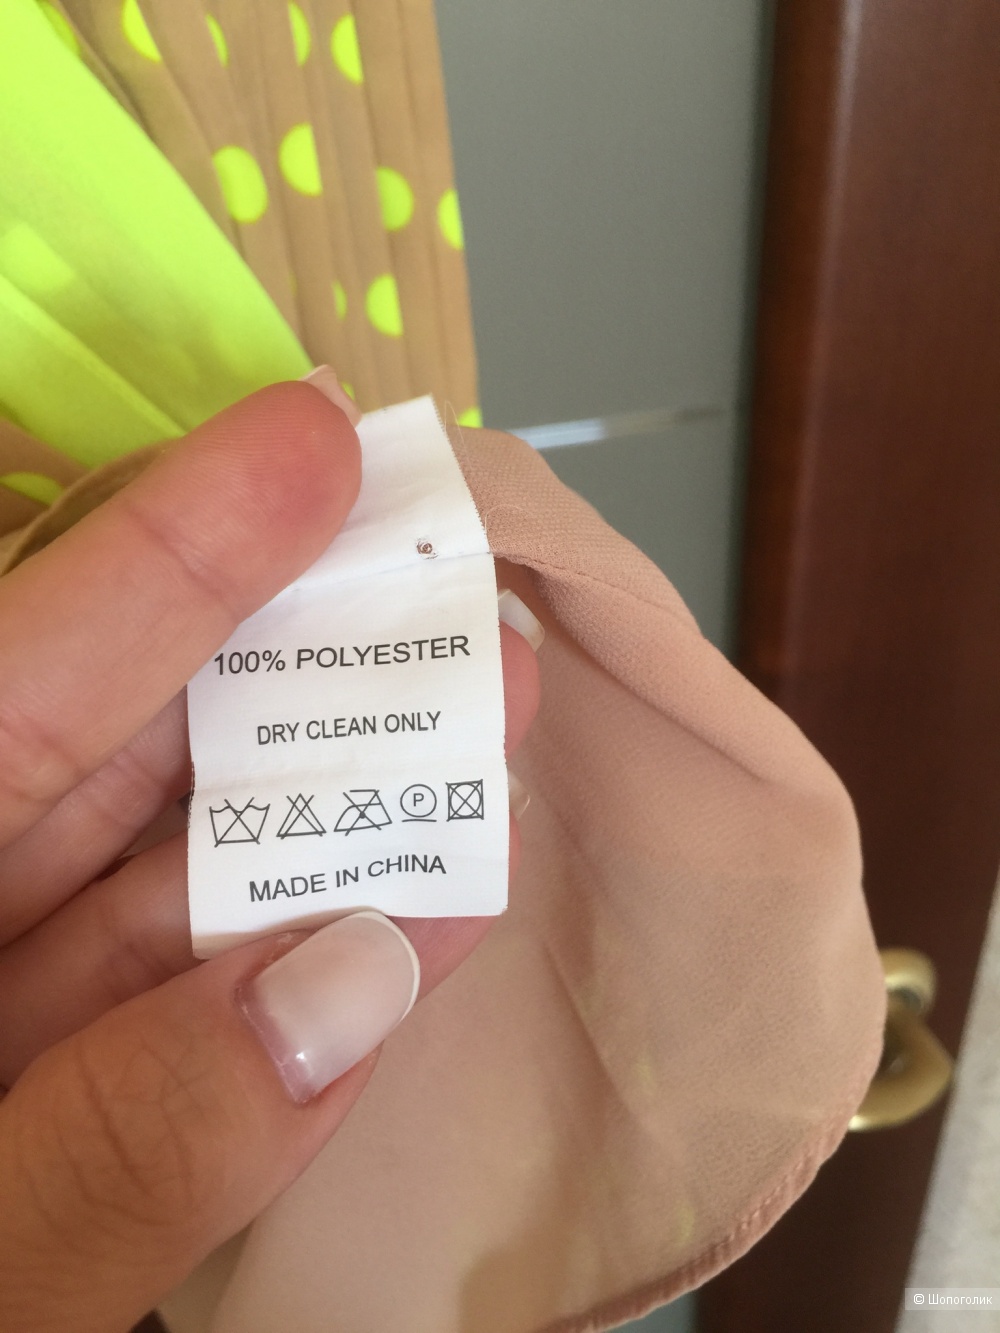 100% POLYESTER
DRY CLEAN ONLY
P
MADE IN CHINA
© Шопоголик